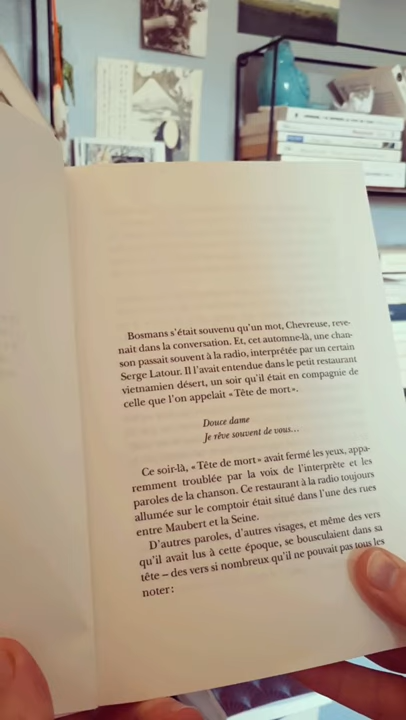 Bosmans s'était souvenu qu'un mot, Chevreuse, reve-
nait dans la conversation. Et, cet automne-là, une chan-
son passait souvent à la radio, interprétée par un certain
Serge Latour. Il l'avait entendue dans le petit restaurant
vietnamien désert, un soir qu'il était en compagnie de
celle que l'on appelait « Tête de mort ».
Douce dame
Je rêve souvent de vous…
Ce soir-là, « Tête de mort » avait fermé les yeux, appa-
remment troublée par la voix de l'interprète et les
paroles de la chanson. Ce restaurant à la radio toujours
allumée sur le comptoir était situé dans l'une des rues
entre Maubert et la Seine.
D'autres paroles, d'autres visages, et même des vers
qu'il avait lus à cette époque, se bousculaient dans sa
tête – des vers si nombreux qu'il ne pouvait pas tous les
noter :